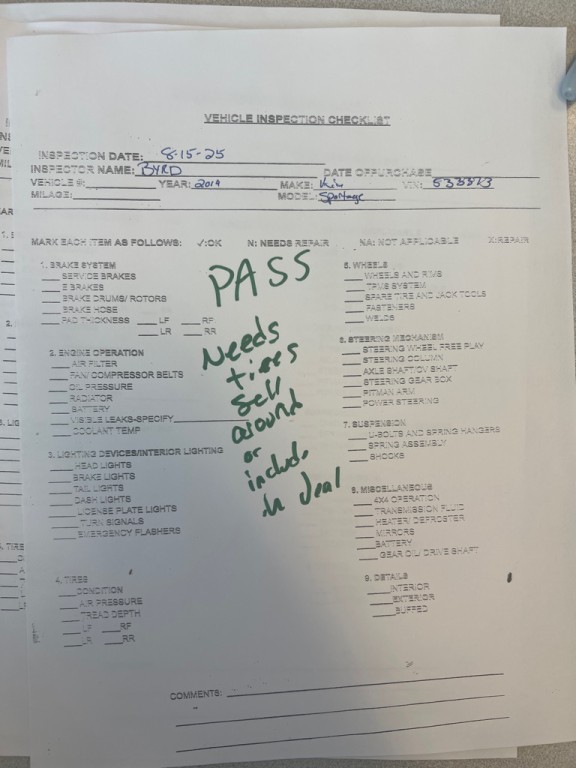 VEHICLE INSPECTION CHECKLIST
INSPECTION DATE: 8-15-25
INSPECTOR NAME: BYRD DATE OF PURCHASE
VEHICLE #: YEAR: 2019 MAKE: Kia VIN:
MILAGE: MODEL Sportage
MARK EACH ITEM AS FOLLOWS: √:OK N: NEEDS REPAIR NA: NOT APPLICABLE X:REPAIR
PASS
Needs
tires
Sell
around
or
include
in deal
1. BRAKE SYSTEM
SERVICE BRAKES
E BRAKES
BRAKE DRUMS/ ROTORS
BRAKE HOSE
PAD THICKNESS LF RF
LR RR
2. ENGINE OPERATION
AIR FILTER
FAN/ COMPRESSOR BELTS
OIL PRESSURE
RADIATOR
BATTERY
VISIBLE LEAKS-SPECIFY
COOLANT TEMP
3. LIGHTING DEVICES/INTERIOR LIGHTING
HEAD LIGHTS
BRAKE LIGHTS
TAIL LIGHTS
DASH LIGHTS
LICENSE PLATE LIGHTS
TURN SIGNALS
EMERGENCY FLASHERS
4. TIRES
CONDITION
AIR PRESSURE
TREAD DEPTH
LF RF
LR RR
5. WHEELS
WHEELS AND RIMS
TPMS SYSTEM
SPARE TIRE AND JACK TOOLS
FASTENERS
WELDS
6. STEERING MECHANISM
STEERING WHEEL FREE PLAY
STEERING COLUMN
AXLE SHAFT/CV SHAFT
STEERING GEAR BOX
PITMAN ARM
POWER STEERING
7. SUSPENSION
U-BOLTS AND SPRING HANGERS
SPRING ASSEMBLY
SHOCKS
8. MISCELLANEOUS
4X4 OPERATION
TRANSMISSION FLUID
HEATER/ DEFROSTER
MIRRORS
BATTERY
GEAR OIL/ DRIVE SHAFT
9. DETAILS
INTERIOR
EXTERIOR
BUFFED
COMMENTS: